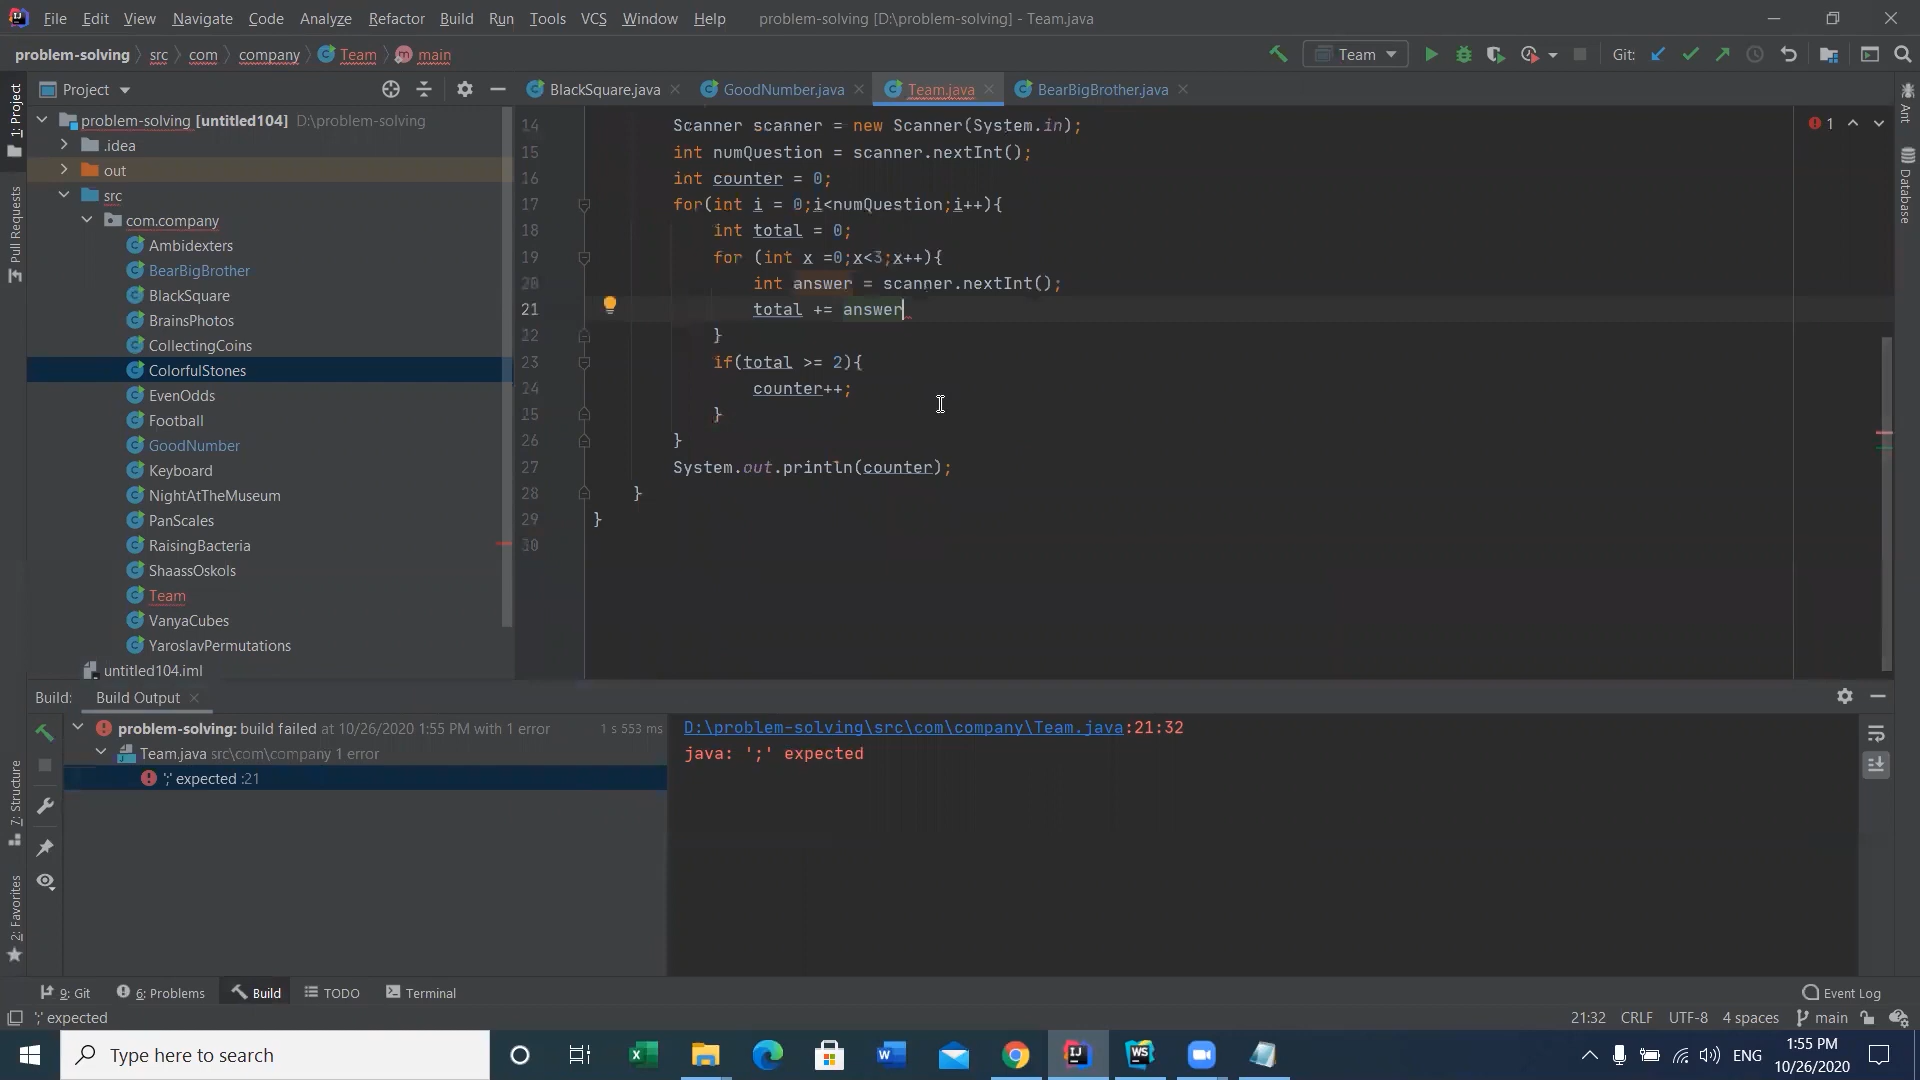 File Edit View Navigate Code Analyze Refactor Build Run Tools VCS Window Help problem-solving [D:\problem-solving] - Team.java
problem-solving src com company Team main Team Git:
Project BlackSquare.java GoodNumber.java Team.java BearBigBrother.java
problem-solving [untitled104] D:\problem-solving
.idea
out
src
com.company
Ambidexters
BearBigBrother
BlackSquare
BrainsPhotos
CollectingCoins
ColorfulStones
EvenOdds
Football
GoodNumber
Keyboard
NightAtTheMuseum
PanScales
RaisingBacteria
ShaassOskols
Team
VanyaCubes
YaroslavPermutations
untitled104.iml
1: Project
Pull Requests
7: Structure
2: Favorites
14 Scanner scanner = new Scanner(System.in);
15 int numQuestion = scanner.nextInt();
16 int counter = 0;
17 for(int i = 0;i<numQuestion;i++){
18 int total = 0;
19 for (int x =0;x<3;x++){
20 int answer = scanner.nextInt();
21 total += answer
22 }
23 if(total >= 2){
24 counter++;
25 }
26 }
27 System.out.println(counter);
28 }
29 }
30
1
Ant
Database
Build: Build Output
problem-solving: build failed at 10/26/2020 1:55 PM with 1 error 1 s 553 ms
Team.java src\com\company 1 error
';' expected :21
D:\problem-solving\src\com\company\Team.java:21:32
java: ';' expected
9: Git 6: Problems Build TODO Terminal Event Log
';' expected 21:32 CRLF UTF-8 4 spaces main
Type here to search ENG 1:55 PM
10/26/2020